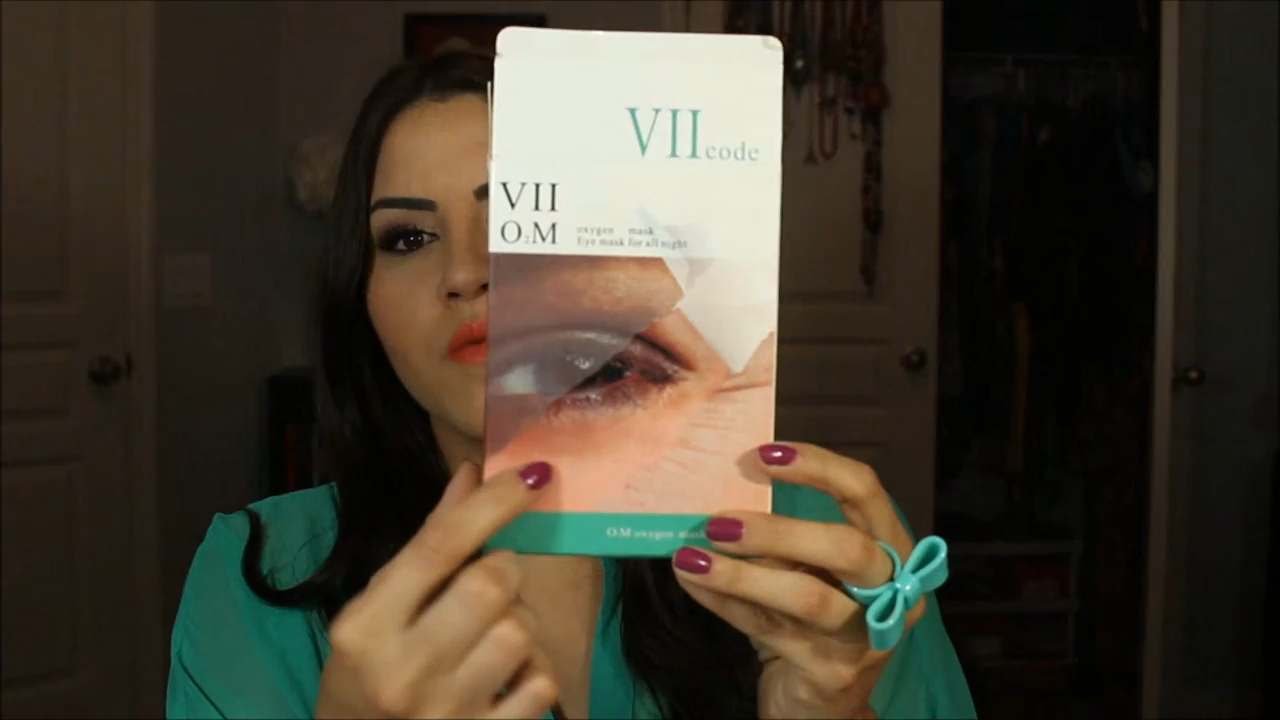 VII code
VII
O₂M
oxygen mask
Eye mask for all night
O₂M oxygen mask